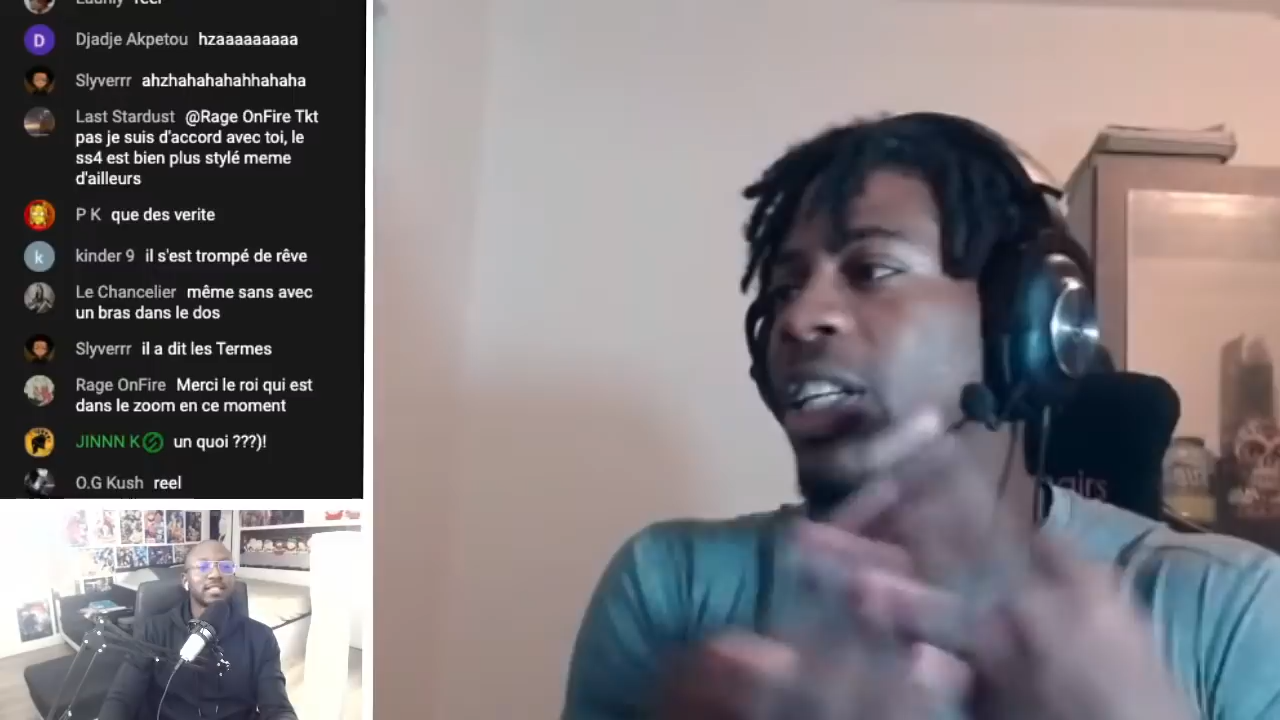 Launly reel
D
Djadje Akpetou hzaaaaaaaaa
Slyverrr ahzhahahahahhahaha
Last Stardust @Rage OnFire Tkt
pas je suis d'accord avec toi, le
ss4 est bien plus stylé meme
d'ailleurs
P K que des verite
k
kinder 9 il s'est trompé de rêve
Le Chancelier même sans avec
un bras dans le dos
Slyverrr il a dit les Termes
Rage OnFire Merci le roi qui est
dans le zoom en ce moment
JINNN K un quoi ???)!
O.G Kush reel